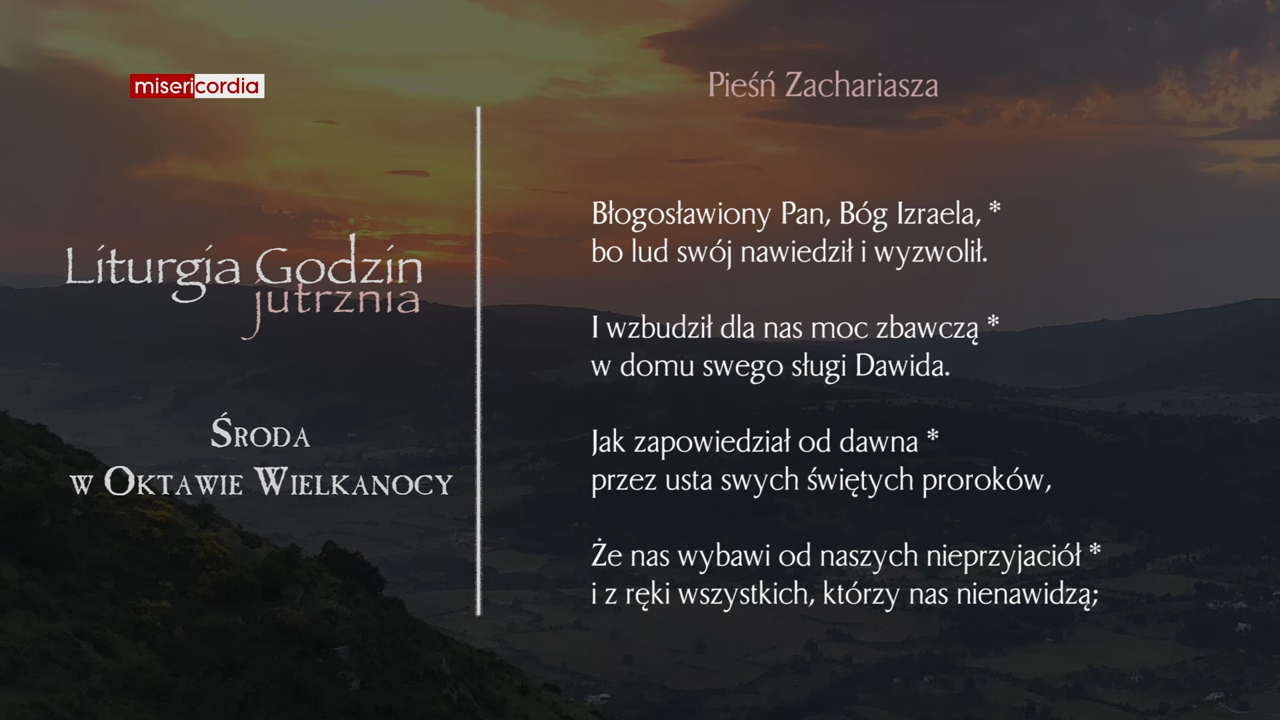 misericordia
Liturgia Godzin
jutrznia
Środa
w Oktawie Wielkanocy
Pieśń Zachariasza
Błogosławiony Pan, Bóg Izraela, *
bo lud swój nawiedził i wyzwolił.
I wzbudził dla nas moc zbawczą *
w domu swego sługi Dawida.
Jak zapowiedział od dawna *
przez usta swych świętych proroków,
Że nas wybawi od naszych nieprzyjaciół *
i z ręki wszystkich, którzy nas nienawidzą;